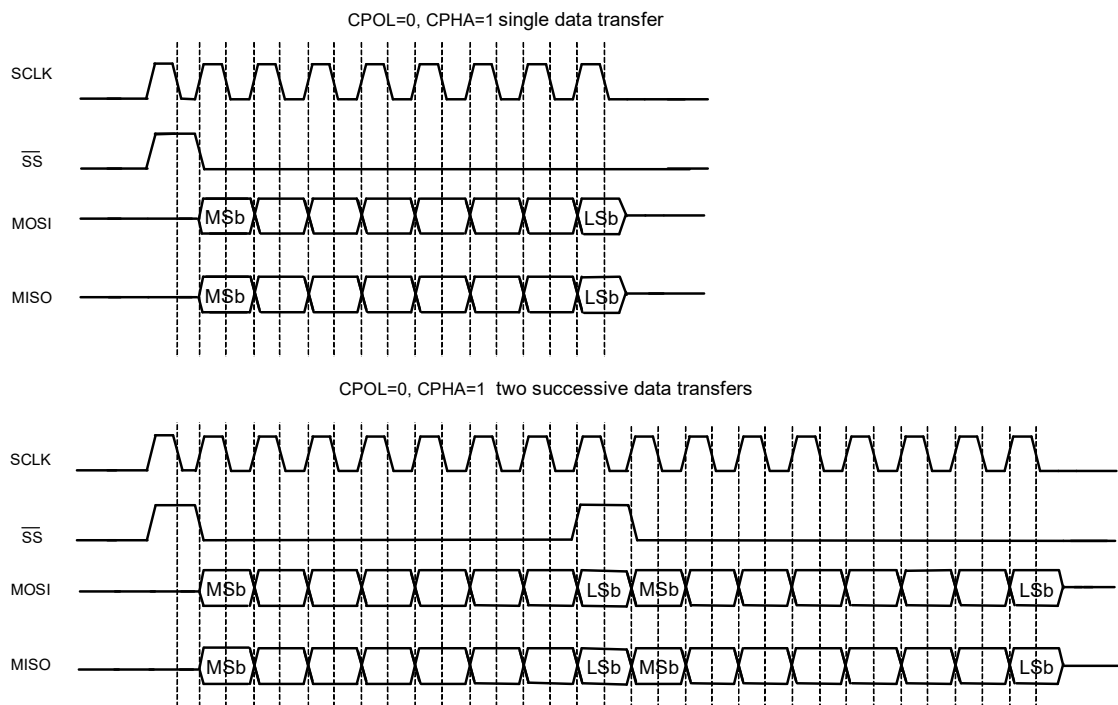 CPOL=0, CPHA=1 single data transfer
SCLK
SS
MOSI MSb LSb
MISO MSb LSb
CPOL=0, CPHA=1 two successive data transfers
SCLK
SS
MOSI MSb LSb MSb LSb
MISO MSb LSb MSb LSb